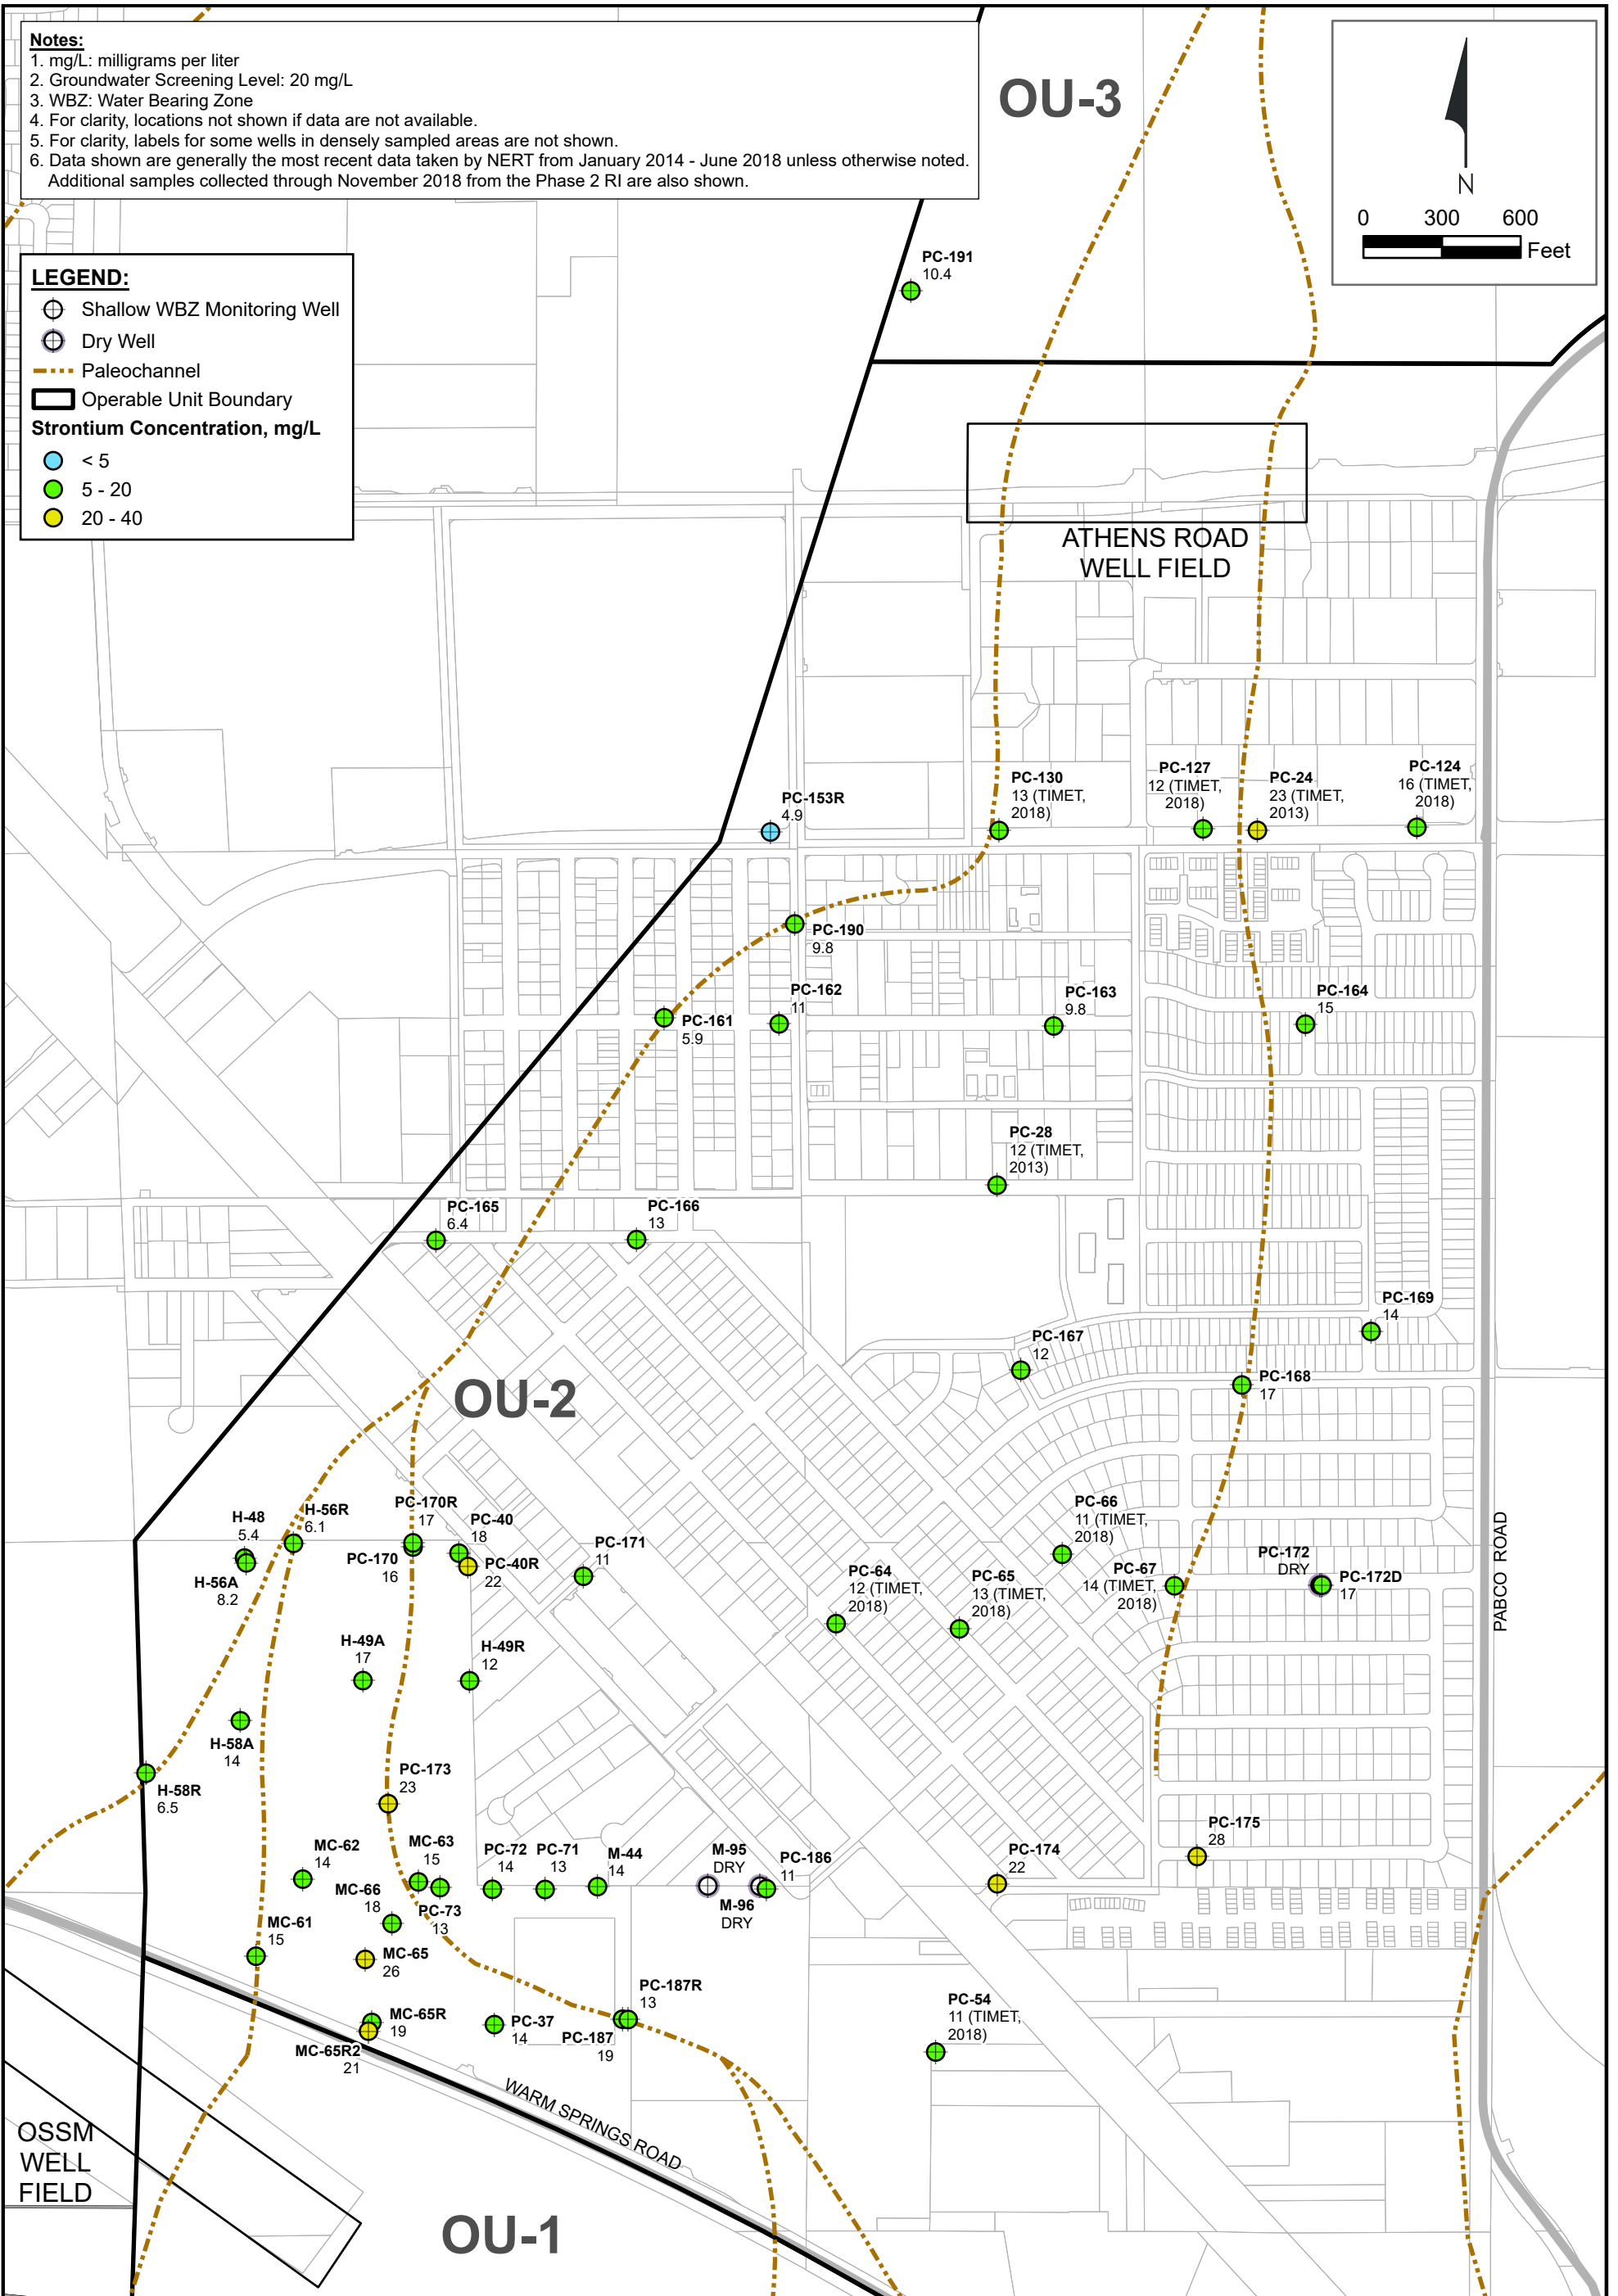 Notes:
1. mg/L: milligrams per liter
2. Groundwater Screening Level: 20 mg/L
3. WBZ: Water Bearing Zone
4. For clarity, locations not shown if data are not available.
5. For clarity, labels for some wells in densely sampled areas are not shown.
6. Data shown are generally the most recent data taken by NERT from January 2014 - June 2018 unless otherwise noted.
Additional samples collected through November 2018 from the Phase 2 RI are also shown.
OU-3
N
0 300 600
Feet
LEGEND:
Shallow WBZ Monitoring Well
Dry Well
Paleochannel
Operable Unit Boundary
Strontium Concentration, mg/L
< 5
5 - 20
20 - 40
PC-191
10.4
ATHENS ROAD
WELL FIELD
PC-153R
4.9
PC-130
13 (TIMET,
2018)
PC-127
12 (TIMET,
2018)
PC-24
23 (TIMET,
2013)
PC-124
16 (TIMET,
2018)
PC-190
9.8
PC-161
5.9
PC-162
11
PC-163
9.8
PC-164
15
PC-28
12 (TIMET,
2013)
PC-165
6.4
PC-166
13
PC-169
14
PC-167
12
PC-168
17
OU-2
H-48
5.4
H-56R
6.1
H-56A
8.2
PC-170R
17
PC-170
16
PC-40
18
PC-40R
22
PC-171
11
PC-64
12 (TIMET,
2018)
PC-65
13 (TIMET,
2018)
PC-66
11 (TIMET,
2018)
PC-67
14 (TIMET,
2018)
PC-172
DRY
PC-172D
17
PABCO ROAD
H-49A
17
H-49R
12
H-58A
14
H-58R
6.5
PC-173
23
MC-62
14
MC-63
15
PC-72
14
PC-71
13
M-44
14
M-95
DRY
M-96
DRY
PC-186
11
PC-174
22
PC-175
28
MC-66
18
PC-73
13
MC-61
15
MC-65
26
MC-65R
19
MC-65R2
21
PC-37
14
PC-187R
13
PC-187
19
PC-54
11 (TIMET,
2018)
WARM SPRINGS ROAD
OSSM
WELL
FIELD
OU-1